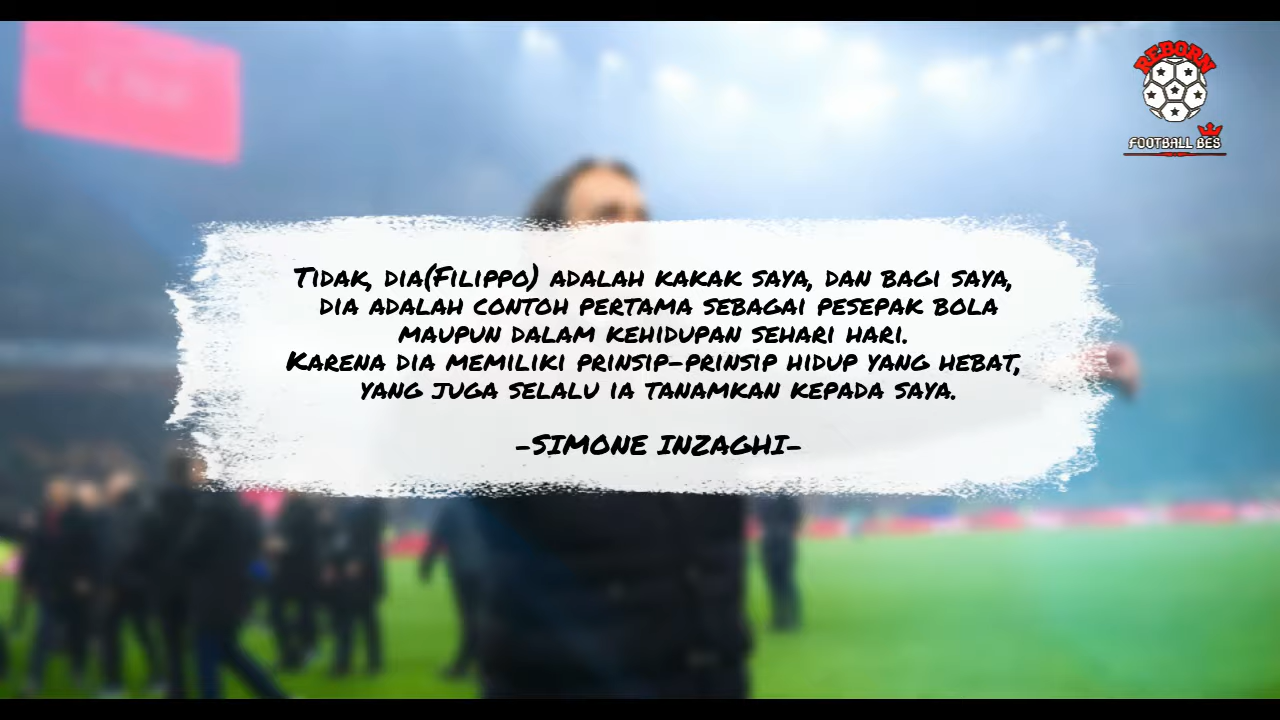 REBORN
FOOTBALL BES
TIDAK, DIA(FILIPPO) ADALAH KAKAK SAYA, DAN BAGI SAYA,
DIA ADALAH CONTOH PERTAMA SEBAGAI PESEPAK BOLA
MAUPUN DALAM KEHIDUPAN SEHARI HARI.
KARENA DIA MEMILIKI PRINSIP-PRINSIP HIDUP YANG HEBAT,
YANG JUGA SELALU IA TANAMKAN KEPADA SAYA.
-SIMONE INZAGHI-